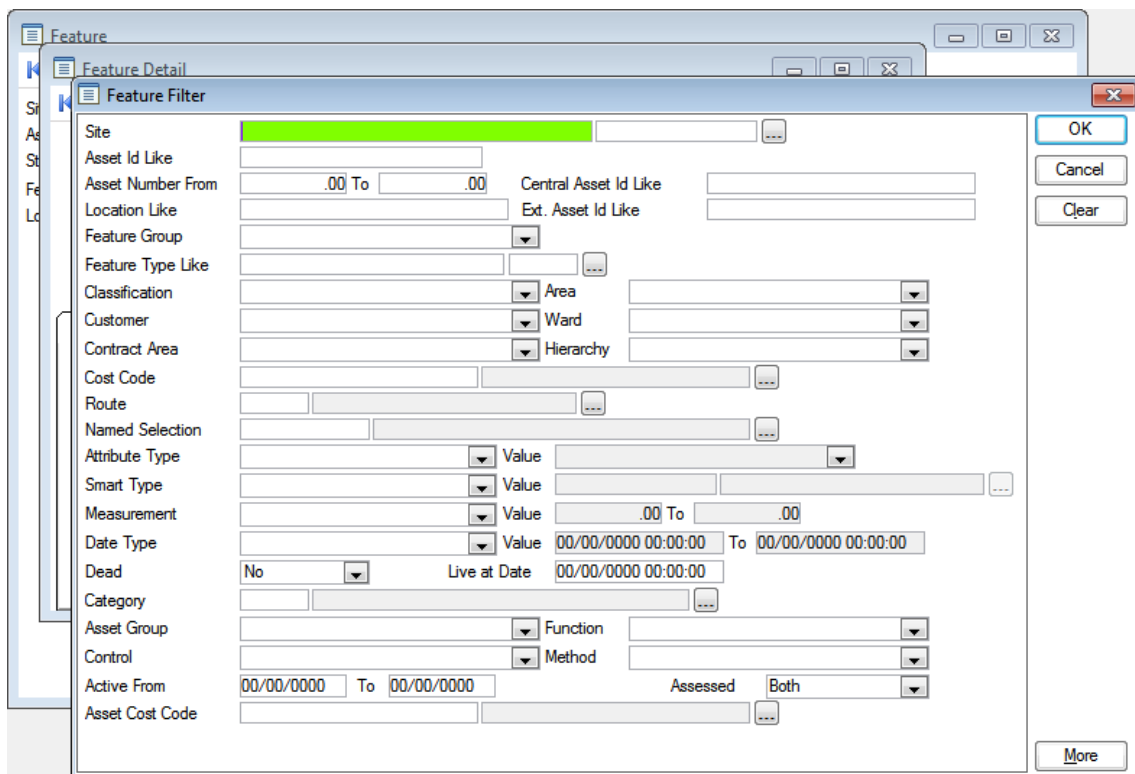 Feature
Feature Detail
Feature Filter
Site ...
Asset Id Like
Asset Number From .00 To .00 Central Asset Id Like
Location Like Ext. Asset Id Like
Feature Group
Feature Type Like ...
Classification Area
Customer Ward
Contract Area Hierarchy
Cost Code ...
Route ...
Named Selection ...
Attribute Type Value
Smart Type Value ...
Measurement Value .00 To .00
Date Type Value 00/00/0000 00:00:00 To 00/00/0000 00:00:00
Dead No Live at Date 00/00/0000 00:00:00
Category ...
Asset Group Function
Control Method
Active From 00/00/0000 To 00/00/0000 Assessed Both
Asset Cost Code ...
OK
Cancel
Clear
More
Si
As
St
Fe
Lo